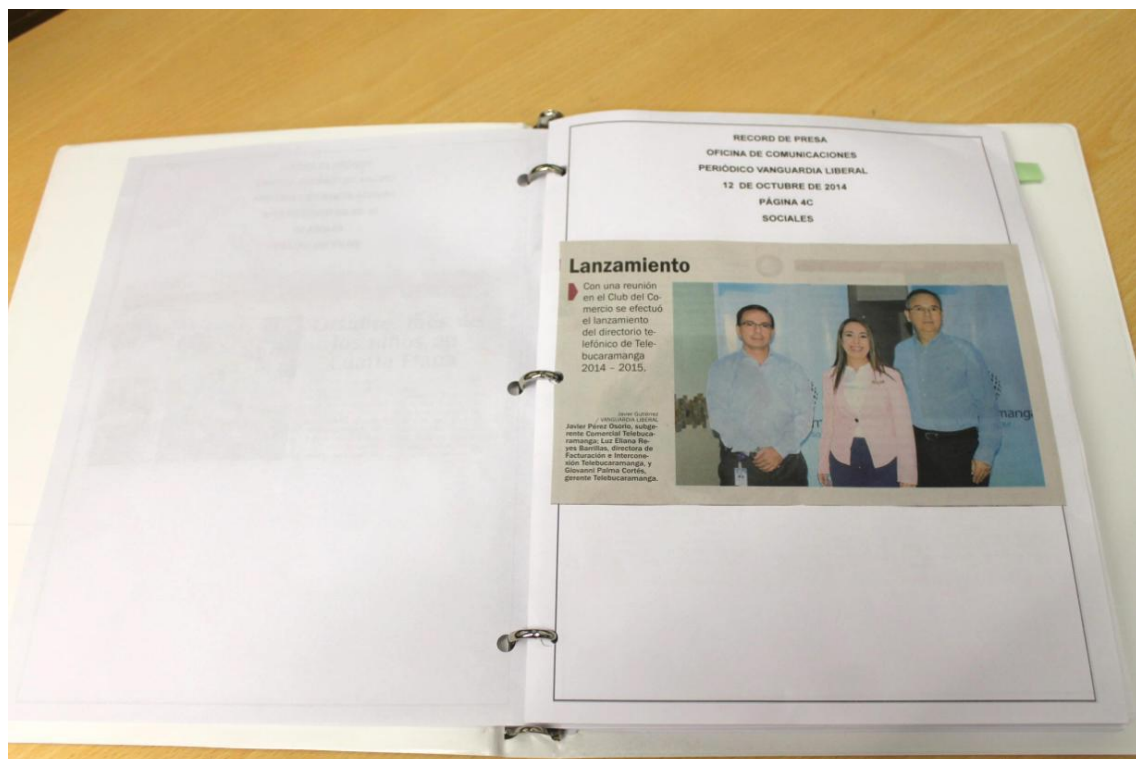 RECORD DE PRESA
OFICINA DE COMUNICACIONES
PERIÓDICO VANGUARDIA LIBERAL
12 DE OCTUBRE DE 2014
PÁGINA 4C
SOCIALES
Lanzamiento
Con una reunión
en el Club del Co-
mercio se efectuó
el lanzamiento
del directorio te-
lefónico de Tele-
bucaramanga
2014 – 2015.
Javier Gutiérrez
/ VANGUARDIA LIBERAL
Javier Pérez Osorio, subge-
rente Comercial Telebuca-
ramanga; Luz Eliana Re-
yes Barrillas, directora de
Facturación e Intercone-
xión Telebucaramanga, y
Giovanni Palma Cortés,
gerente Telebucaramanga.
manga